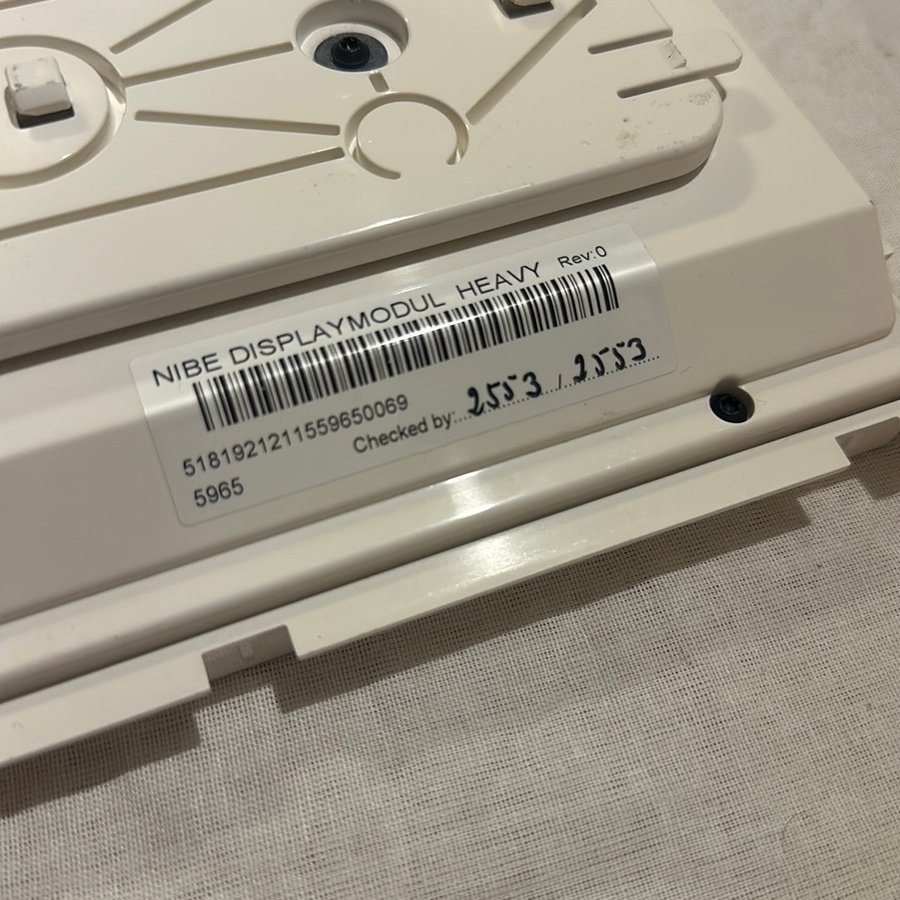 NIBE DISPLAYMODUL HEAVY Rev:0
5181921211559650069
Checked by: 2553 / 2553
5965